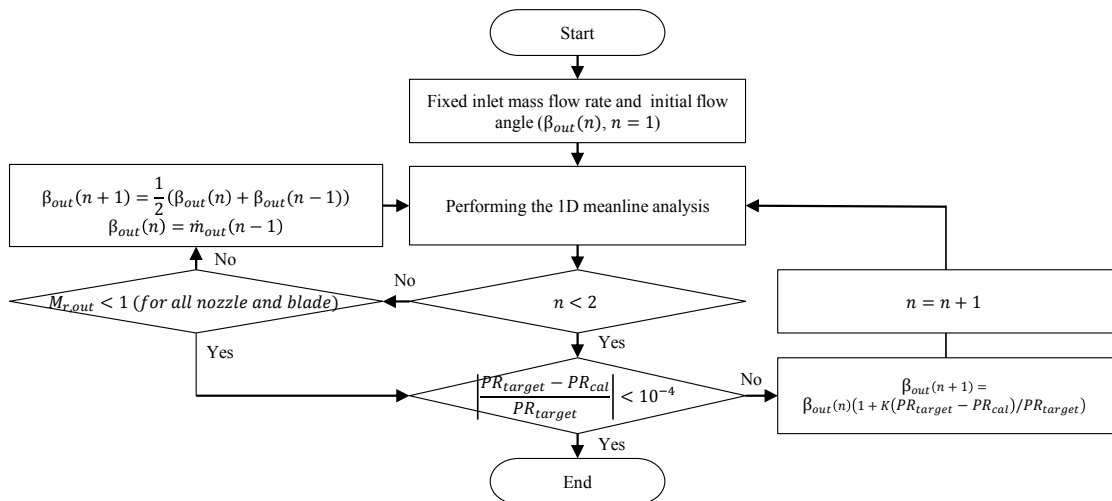 Start
Fixed inlet mass flow rate and initial flow
angle (β_out(n), n = 1)
β_out(n + 1) = 1/2 (β_out(n) + β_out(n − 1))
β_out(n) = ṁ_out(n − 1)
Performing the 1D meanline analysis
No
M_r,out < 1 (for all nozzle and blade)
No
n < 2
n = n + 1
Yes
Yes
|PR_target − PR_cal / PR_target| < 10⁻⁴
No
β_out(n + 1) =
β_out(n)(1 + K(PR_target − PR_cal)/PR_target)
Yes
End